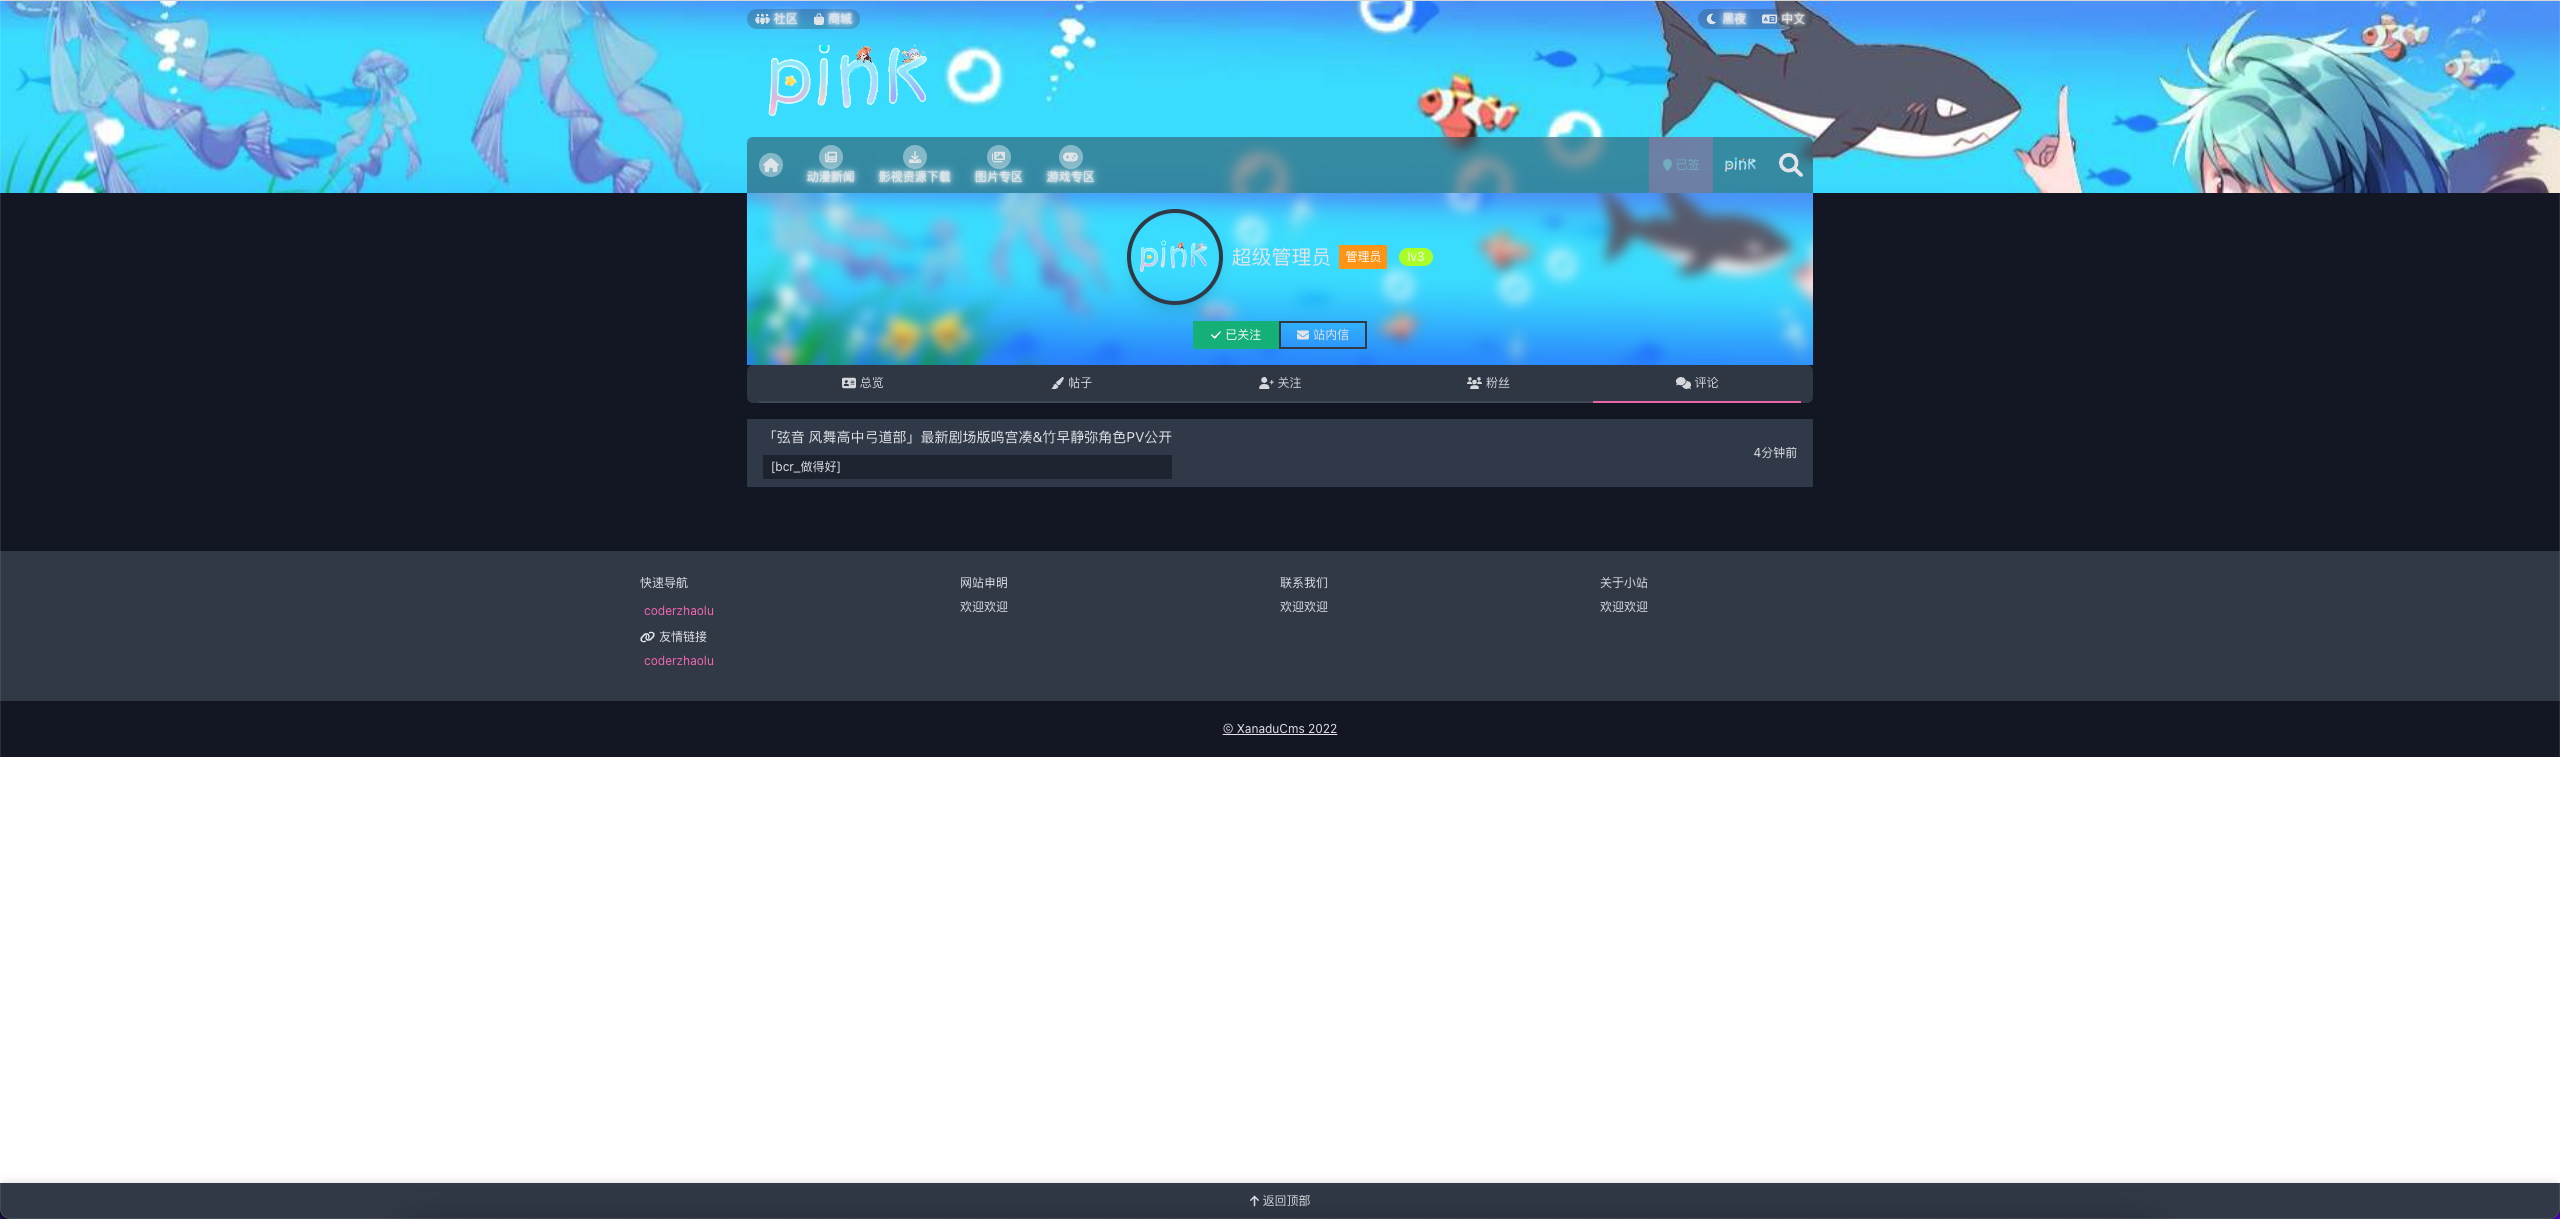 社区 商城 黑夜 中文
pink
动漫新闻 影视资源下载 图片专区 游戏专区 已签 pink
pink 超级管理员 管理员 lv3
已关注 站内信
总览 帖子 关注 粉丝 评论
「弦音 风舞高中弓道部」最新剧场版鸣宫凑&竹早静弥角色PV公开
[bcr_做得好]
4分钟前
快速导航 网站申明 联系我们 关于小站
coderzhaolu 欢迎欢迎 欢迎欢迎 欢迎欢迎
友情链接
coderzhaolu
© XanaduCms 2022
返回顶部